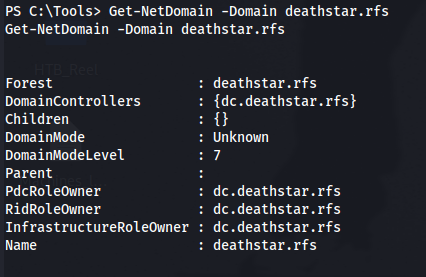 PS C:\Tools> Get-NetDomain -Domain deathstar.rfs
Get-NetDomain -Domain deathstar.rfs
HTB_Reel
Forest : deathstar.rfs
DomainControllers : {dc.deathstar.rfs}
Children : {}
DomainMode : Unknown
DomainModeLevel : 7
Parent :
PdcRoleOwner : dc.deathstar.rfs
RidRoleOwner : dc.deathstar.rfs
InfrastructureRoleOwner : dc.deathstar.rfs
Name : deathstar.rfs